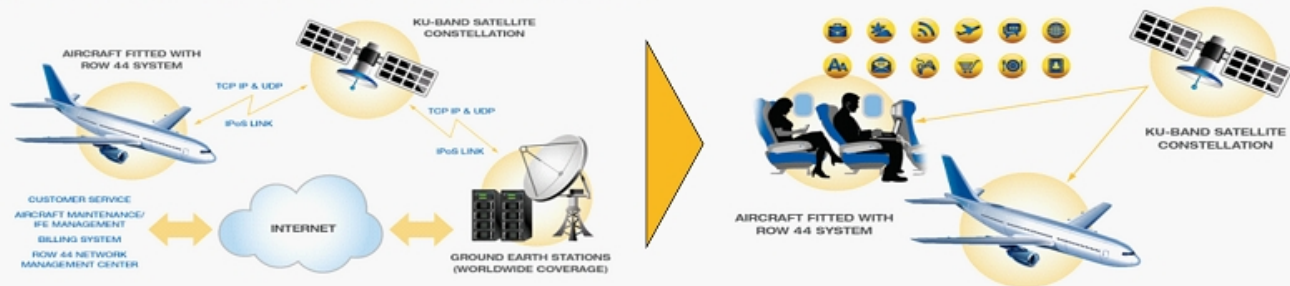 KU-BAND SATELLITE
CONSTELLATION
AIRCRAFT FITTED WITH
ROW 44 SYSTEM
TCP IP & UDP
IPoS LINK
TCP IP & UDP
IPoS LINK
CUSTOMER SERVICE
AIRCRAFT MAINTENANCE/
IFE MANAGEMENT
BILLING SYSTEM
ROW 44 NETWORK
MANAGEMENT CENTER
INTERNET
GROUND EARTH STATIONS
(WORLDWIDE COVERAGE)
AA
KU-BAND SATELLITE
CONSTELLATION
AIRCRAFT FITTED WITH
ROW 44 SYSTEM